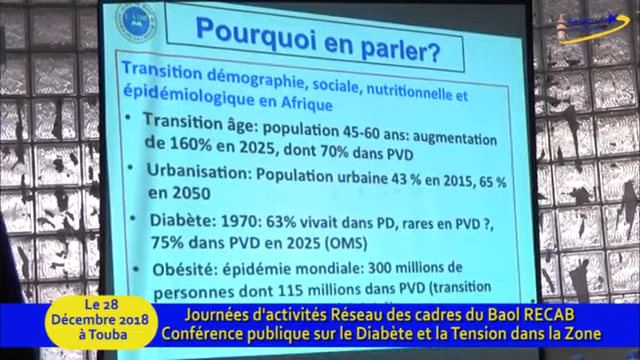 Pourquoi en parler?
Transition démographie, sociale, nutritionnelle et
épidémiologique en Afrique
• Transition âge: population 45-60 ans: augmentation
de 160% en 2025, dont 70% dans PVD
• Urbanisation: Population urbaine 43 % en 2015, 65 %
en 2050
• Diabète: 1970: 63% vivait dans PD, rares en PVD ?,
75% dans PVD en 2025 (OMS)
• Obésité: épidémie mondiale: 300 millions de
personnes dont 115 millions dans PVD (transition
Le 28
Décembre 2018
à Touba
Journées d'activités Réseau des cadres du Baol RECAB
Conférence publique sur le Diabète et la Tension dans la Zone